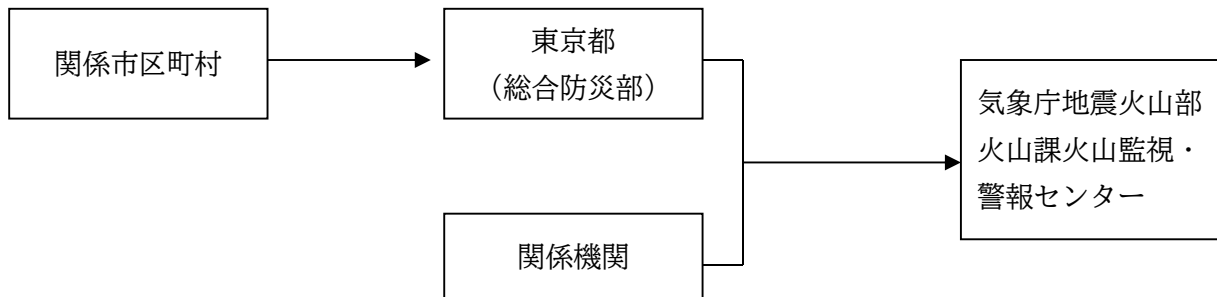 関係市区町村
東京都
（総合防災部）
関係機関
気象庁地震火山部
火山課火山監視・
警報センター